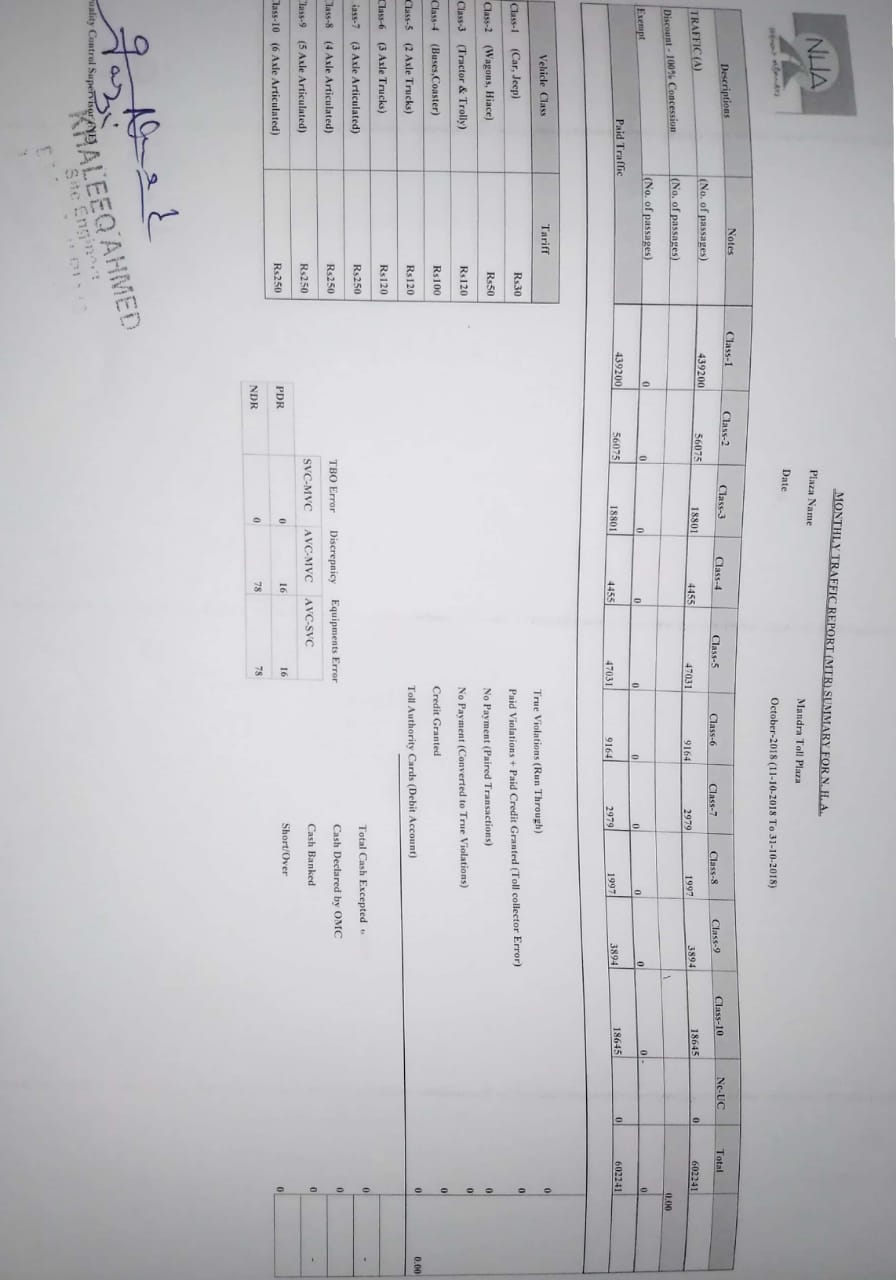 NHA
MONTHLY TRAFFIC REPORT (MTR) SUMMARY FOR N. H. A.
Plaza Name Mandra Toll Plaza
Date October-2018 (11-10-2018 To 31-10-2018)
Descriptions Notes Class-1 Class-2 Class-3 Class-4 Class-5 Class-6 Class-7 Class-8 Class-9 Class-10 Nc-UC Total
TRAFFIC (A) (No. of passages) 439200 56075 18801 4455 47031 9164 2979 1997 3894 18645 0 602241
Discount - 100% Concession (No. of passages) \ 0.00
Exempt (No. of passages) 0 0 0 0 0 0 0 0 0 0 - 0
Paid Traffic 439200 56075 18801 4455 47031 9164 2979 1997 3894 18645 0 602241
Vehicle Class Tariff
Class-1 (Car, Jeep) Rs30
Class-2 (Wagons, Hiace) Rs50
Class-3 (Tractor & Trolly) Rs120
Class-4 (Buses,Coaster) Rs100
Class-5 (2 Axle Trucks) Rs120
Class-6 (3 Axle Trucks) Rs120
lass-7 (3 Axle Articulated) Rs250
Class-8 (4 Axle Articulated) Rs250
Class-9 (5 Axle Articulated) Rs250
lass-10 (6 Axle Articulated) Rs250
True Violations (Run Through) 0
Paid Violations + Paid Credit Granted (Toll collector Error) 0
No Payment (Paired Transactions) 0
No Payment (Converted to True Violations) 0
Credit Granted 0
Toll Authority Cards (Debit Account) 0 0.00
Total Cash Excepted 0 -
Cash Declared by OMC 0
Cash Banked 0 -
Short/Over 0
TBO Error Discrepnicy Equipments Error
SVC-MVC AVC-MVC AVC-SVC
PDR 0 16 16
NDR 0 78 78
uality Control Supervisor (NE)
KHALEEQ AHMED
Site Engineer